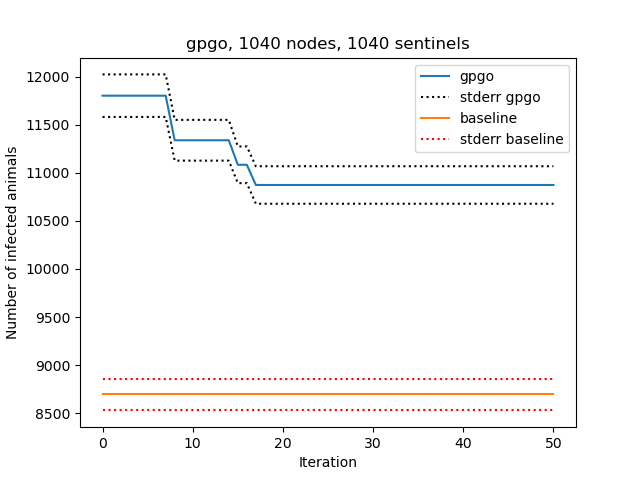 gpgo, 1040 nodes, 1040 sentinels
12000
11500
11000
10500
10000
9500
9000
8500
Number of infected animals
gpgo
stderr gpgo
baseline
stderr baseline
0 10 20 30 40 50
Iteration